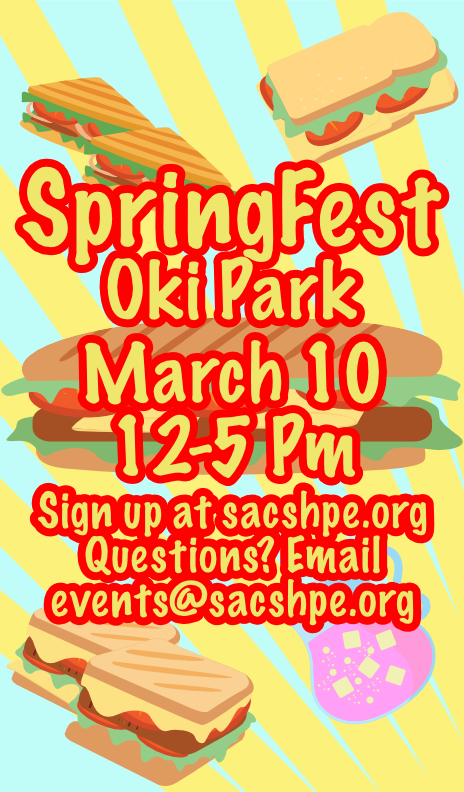 SpringFest
Oki Park
March 10
12-5 Pm
Sign up at sacshpe.org
Questions? Email
events@sacshpe.org